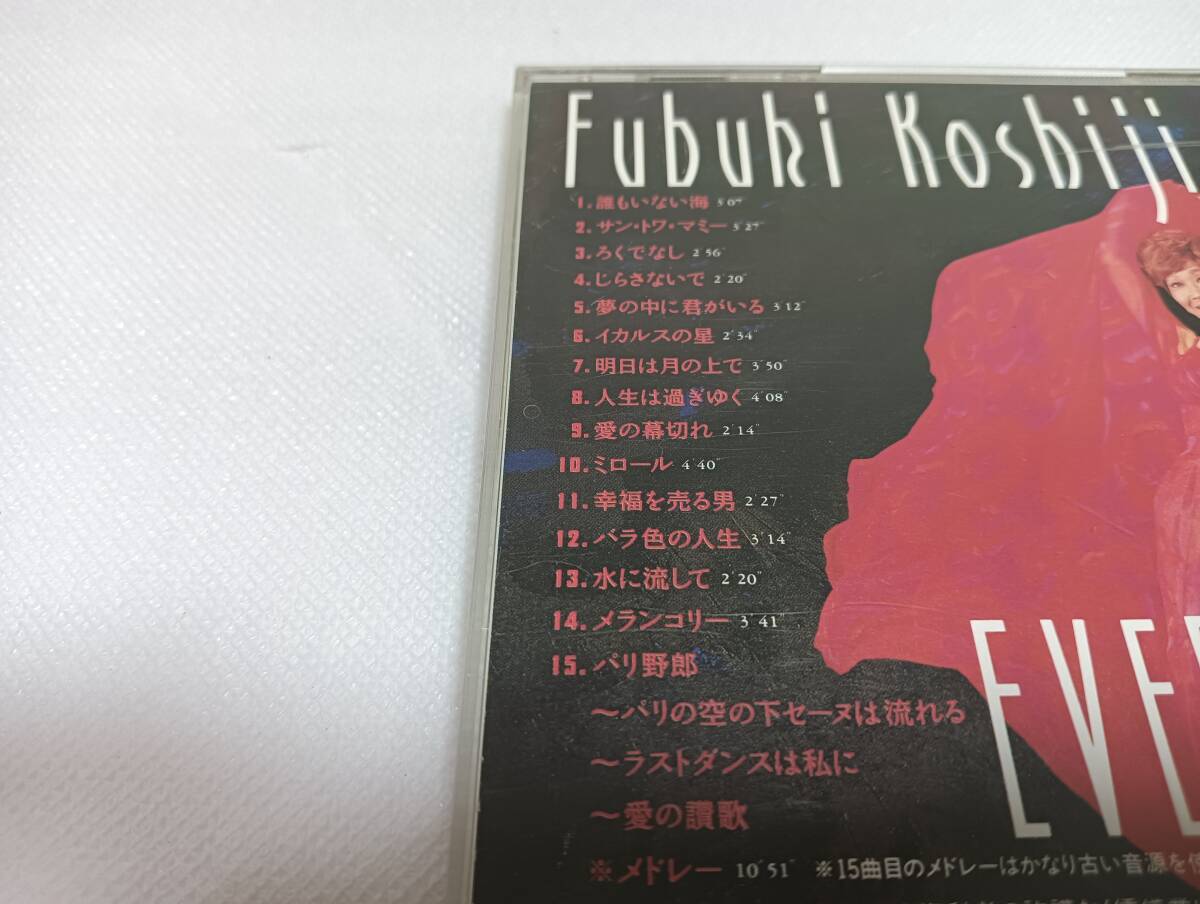 Fubuki Koshiji
1. 誰もいない海 5′07″
2. サン・トワ・マミー 3′27″
3. ろくでなし 2′56″
4. じらさないで 2′20″
5. 夢の中に君がいる 3′12″
6. イカルスの星 2′34″
7. 明日は月の上で 3′50″
8. 人生は過ぎゆく 4′08″
9. 愛の幕切れ 2′14″
10. ミロール 4′40″
11. 幸福を売る男 2′27″
12. バラ色の人生 3′14″
13. 水に流して 2′20″
14. メランコリー 3′41″
15. パリ野郎
～パリの空の下セーヌは流れる
～ラストダンスは私に
～愛の讃歌
※メドレー 10′51″ ※15曲目のメドレーはかなり古い音源を
EVE